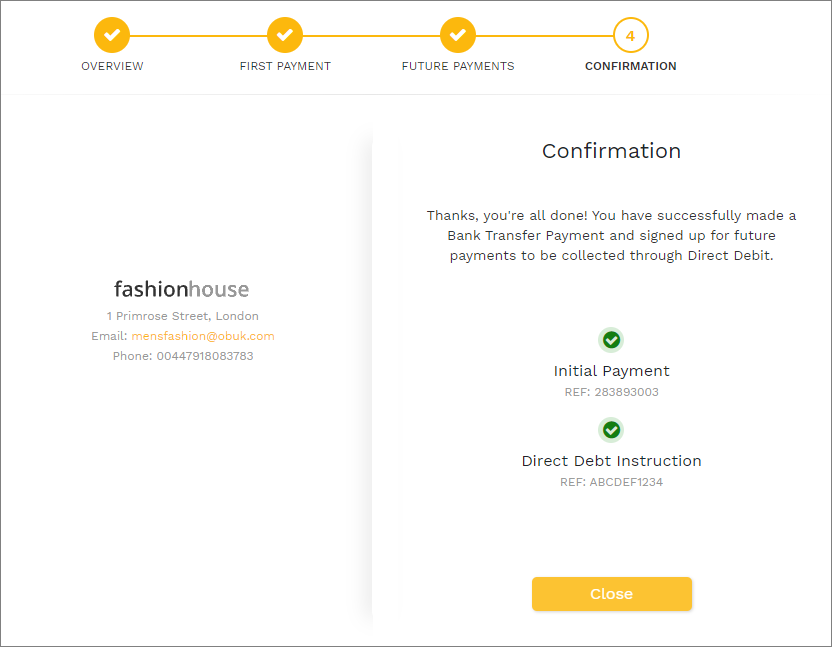 OVERVIEW
FIRST PAYMENT
FUTURE PAYMENTS
4
CONFIRMATION
fashionhouse
1 Primrose Street, London
Email: mensfashion@obuk.com
Phone: 00447918083783
Confirmation
Thanks, you're all done! You have successfully made a
Bank Transfer Payment and signed up for future
payments to be collected through Direct Debit.
Initial Payment
REF: 283893003
Direct Debt Instruction
REF: ABCDEF1234
Close